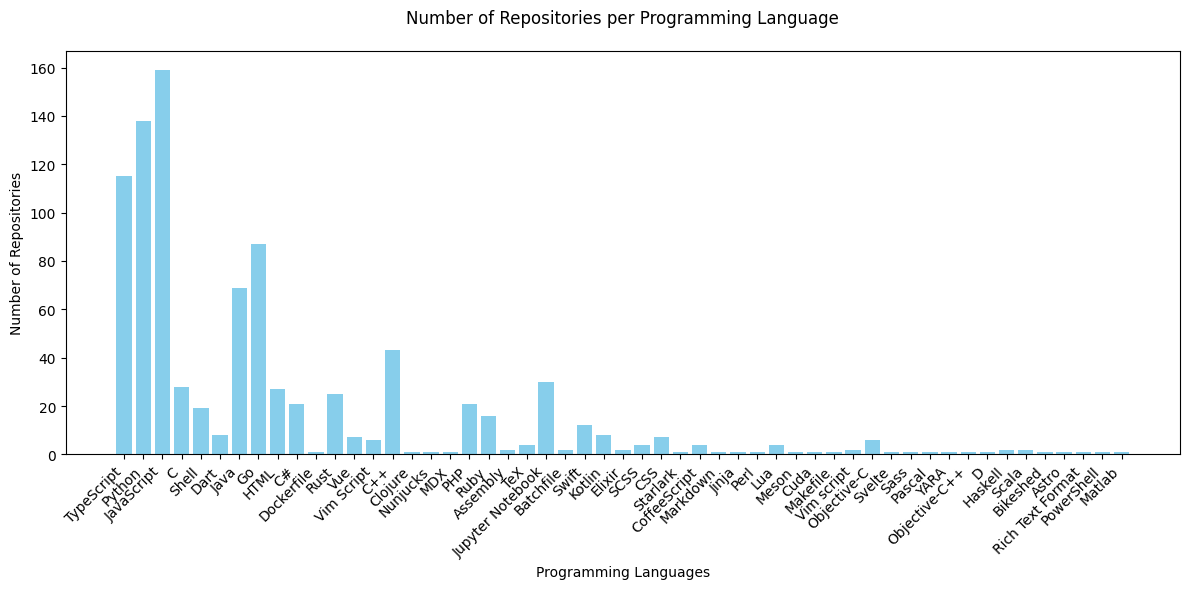 Number of Repositories per Programming Language
Number of Repositories
160
140
120
100
80
60
40
20
0
TypeScript
Python
JavaScript
C
Shell
Dart
Java
Go
HTML
C#
Dockerfile
Rust
Vue
Vim Script
C++
Clojure
Nunjucks
MDX
PHP
Ruby
Assembly
TeX
Jupyter Notebook
Batchfile
Swift
Kotlin
Elixir
SCSS
CSS
Starlark
CoffeeScript
Markdown
Jinja
Perl
Lua
Meson
Cuda
Makefile
Vim script
Objective-C
Svelte
Sass
Pascal
YARA
Objective-C++
D
Haskell
Scala
Bikeshed
Astro
Rich Text Format
PowerShell
Matlab
Programming Languages